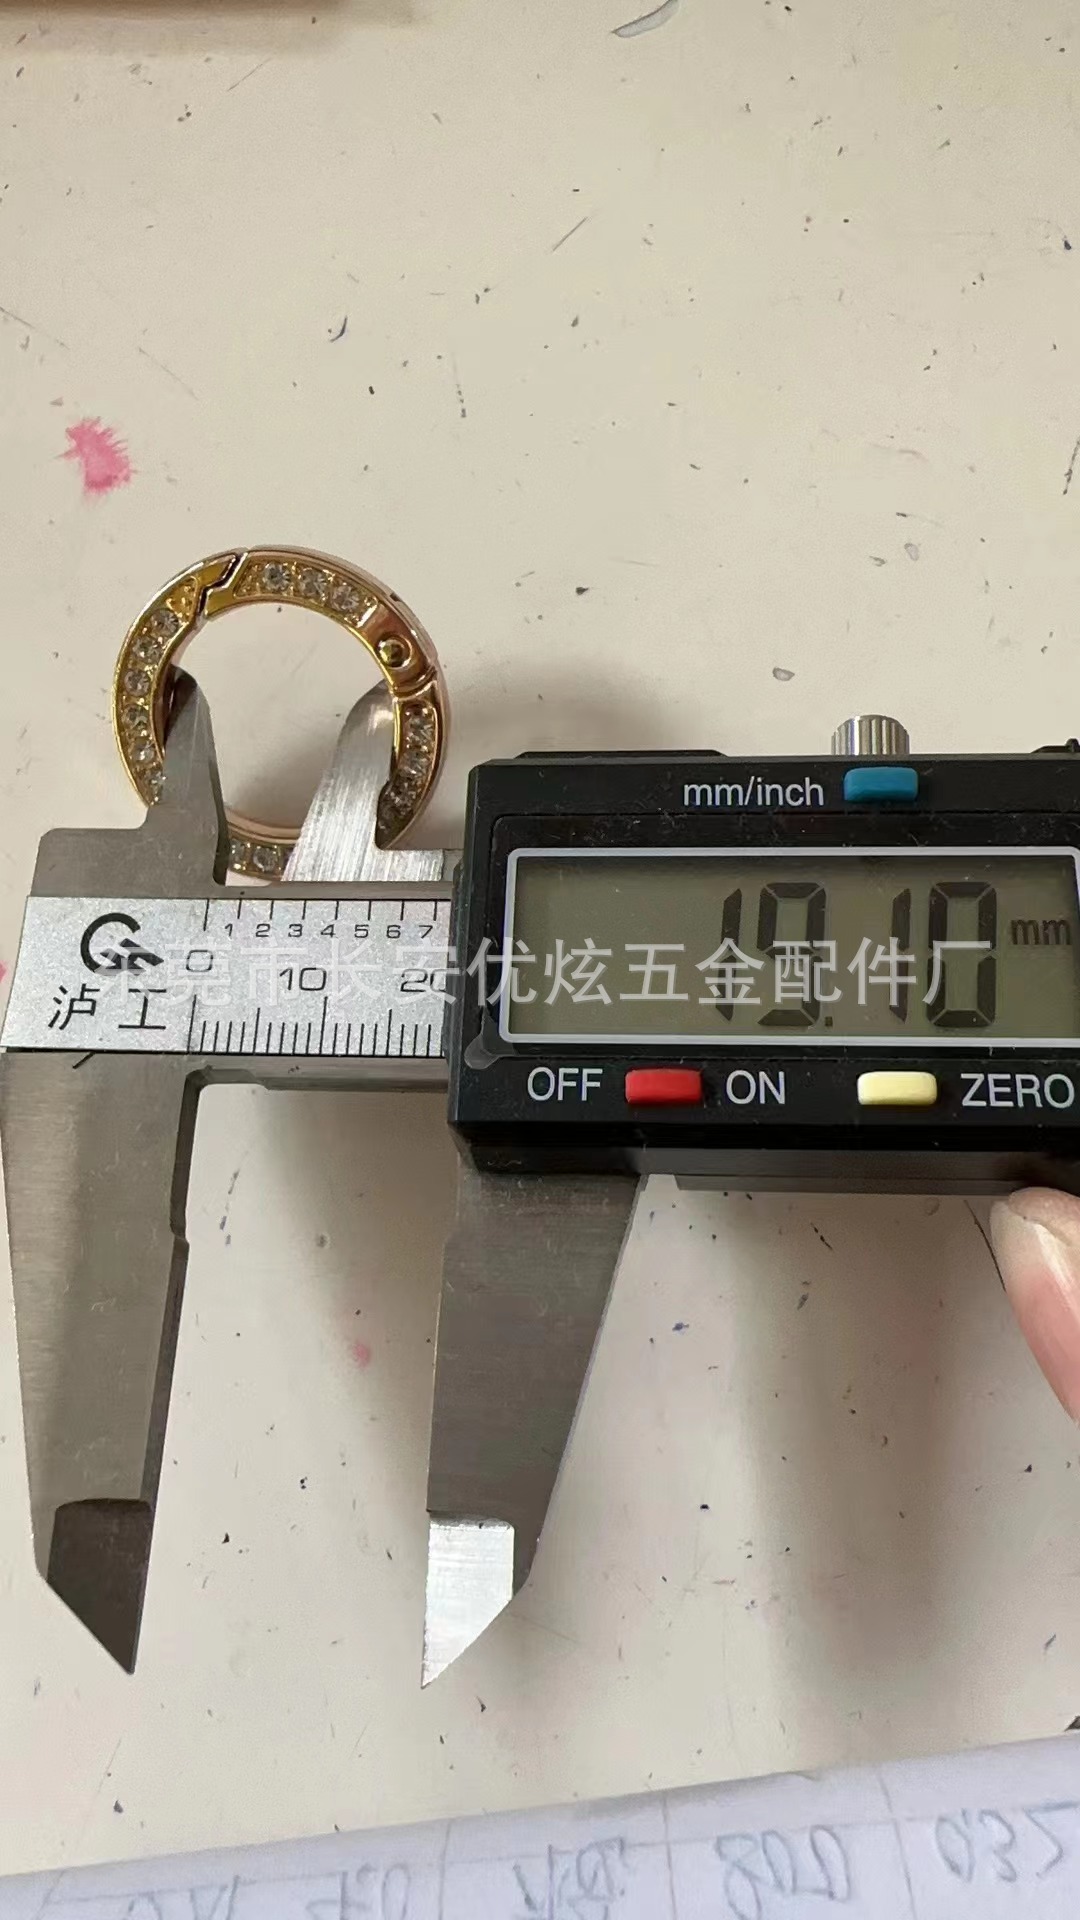 mm/inch
19.10 mm
1 2 3 4 5 6 7
0 10 20
沪工
东莞市长安优炫五金配件厂
OFF ON ZERO